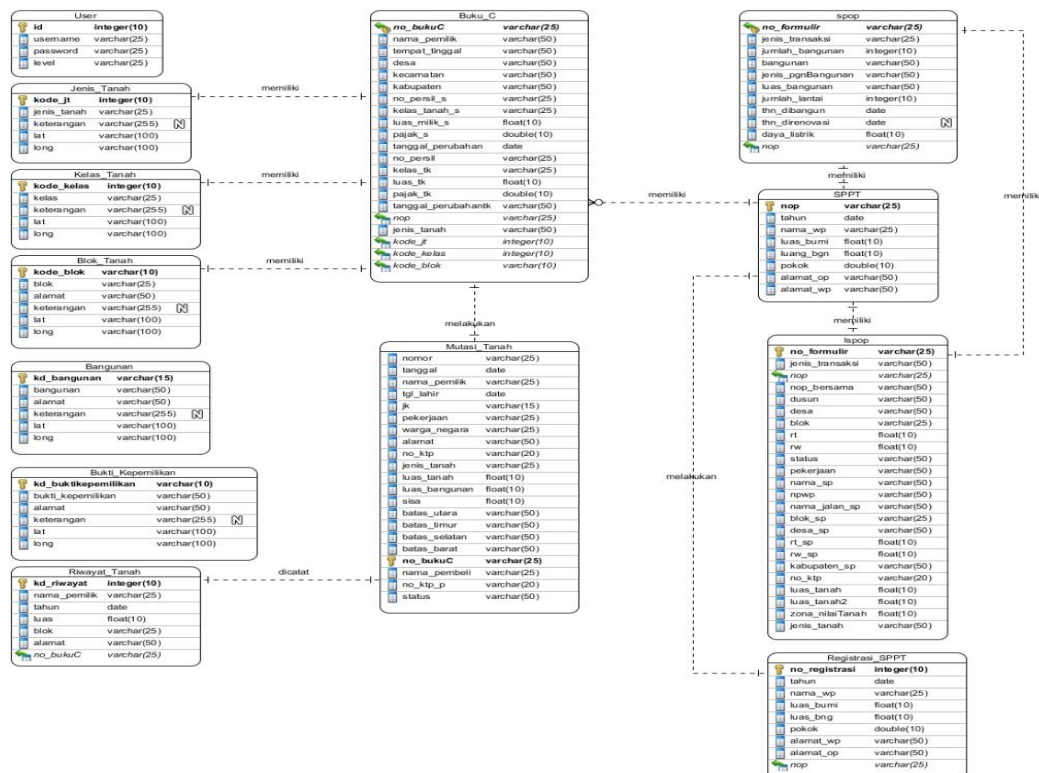 User
id integer(10)
username varchar(25)
password varchar(25)
level varchar(25)
Jenis_Tanah
kode_jt integer(10)
jenis_tanah varchar(25)
keterangan varchar(255) N
lat varchar(100)
long varchar(100)
memiliki
Kelas_Tanah
kode_kelas integer(10)
kelas varchar(25)
keterangan varchar(255) N
lat varchar(100)
long varchar(100)
memiliki
Blok_Tanah
kode_blok varchar(10)
blok varchar(25)
alamat varchar(50)
keterangan varchar(255) N
lat varchar(100)
long varchar(100)
memiliki
Bangunan
kd_bangunan varchar(15)
bangunan varchar(50)
alamat varchar(50)
keterangan varchar(255) N
lat varchar(100)
long varchar(100)
Bukti_Kepemilikan
kd_buktikepemilikan varchar(10)
bukti_kepemilikan varchar(50)
alamat varchar(50)
keterangan varchar(255) N
lat varchar(100)
long varchar(100)
Riwayat_Tanah
kd_riwayat integer(10)
nama_pemilik varchar(25)
tahun date
luas float(10)
blok varchar(25)
alamat varchar(50)
no_bukuC varchar(25)
dicatat
Buku_C
no_bukuC varchar(25)
nama_pemilik varchar(50)
tempat_tinggal varchar(50)
desa varchar(50)
kecamatan varchar(50)
kabupaten varchar(50)
no_persil_s varchar(25)
kelas_tanah_s varchar(25)
luas_milik_s float(10)
pajak_s double(10)
tanggal_perubahan date
no_persil varchar(25)
kelas_tk varchar(25)
luas_tk float(10)
pajak_tk double(10)
tanggal_perubahantk varchar(50)
nop varchar(25)
jenis_tanah varchar(50)
kode_jt integer(10)
kode_kelas integer(10)
kode_blok varchar(10)
melakukan
Mutasi_Tanah
nomor varchar(25)
tanggal date
nama_pemilik varchar(25)
tgl_lahir date
jk varchar(15)
pekerjaan varchar(25)
warga_negara varchar(25)
alamat varchar(50)
no_ktp varchar(20)
jenis_tanah varchar(25)
luas_tanah float(10)
luas_bangunan float(10)
sisa float(10)
batas_utara varchar(50)
batas_timur varchar(50)
batas_selatan varchar(50)
batas_barat varchar(50)
no_bukuC varchar(25)
nama_pembeli varchar(25)
no_ktp_p varchar(20)
status varchar(50)
memiliki
spop
no_formulir varchar(25)
jenis_transaksi varchar(25)
jumlah_bangunan integer(10)
bangunan varchar(50)
jenis_pgnBangunan varchar(50)
luas_bangunan varchar(50)
jumlah_lantai integer(10)
thn_dibangun date
thn_direnovasi date N
daya_listrik float(10)
nop varchar(25)
memiliki
memiliki
SPPT
nop varchar(25)
tahun date
nama_wp varchar(25)
luas_bumi float(10)
luang_bgn float(10)
pokok double(10)
alamat_op varchar(50)
alamat_wp varchar(50)
memiliki
lspop
no_formulir varchar(25)
jenis_transaksi varchar(50)
nop varchar(25)
nop_bersama varchar(50)
dusun varchar(50)
desa varchar(50)
blok varchar(25)
rt float(10)
rw float(10)
status varchar(50)
pekerjaan varchar(50)
nama_sp varchar(50)
npwp varchar(50)
nama_jalan_sp varchar(50)
blok_sp varchar(25)
desa_sp varchar(50)
rt_sp float(10)
rw_sp float(10)
kabupaten_sp varchar(50)
no_ktp varchar(20)
luas_tanah float(10)
luas_tanah2 float(10)
zona_nilaiTanah float(10)
jenis_tanah varchar(50)
melakukan
Registrasi_SPPT
no_registrasi integer(10)
tahun date
nama_wp varchar(25)
luas_bumi float(10)
luas_bng float(10)
pokok double(10)
alamat_wp varchar(50)
alamat_op varchar(50)
nop varchar(25)